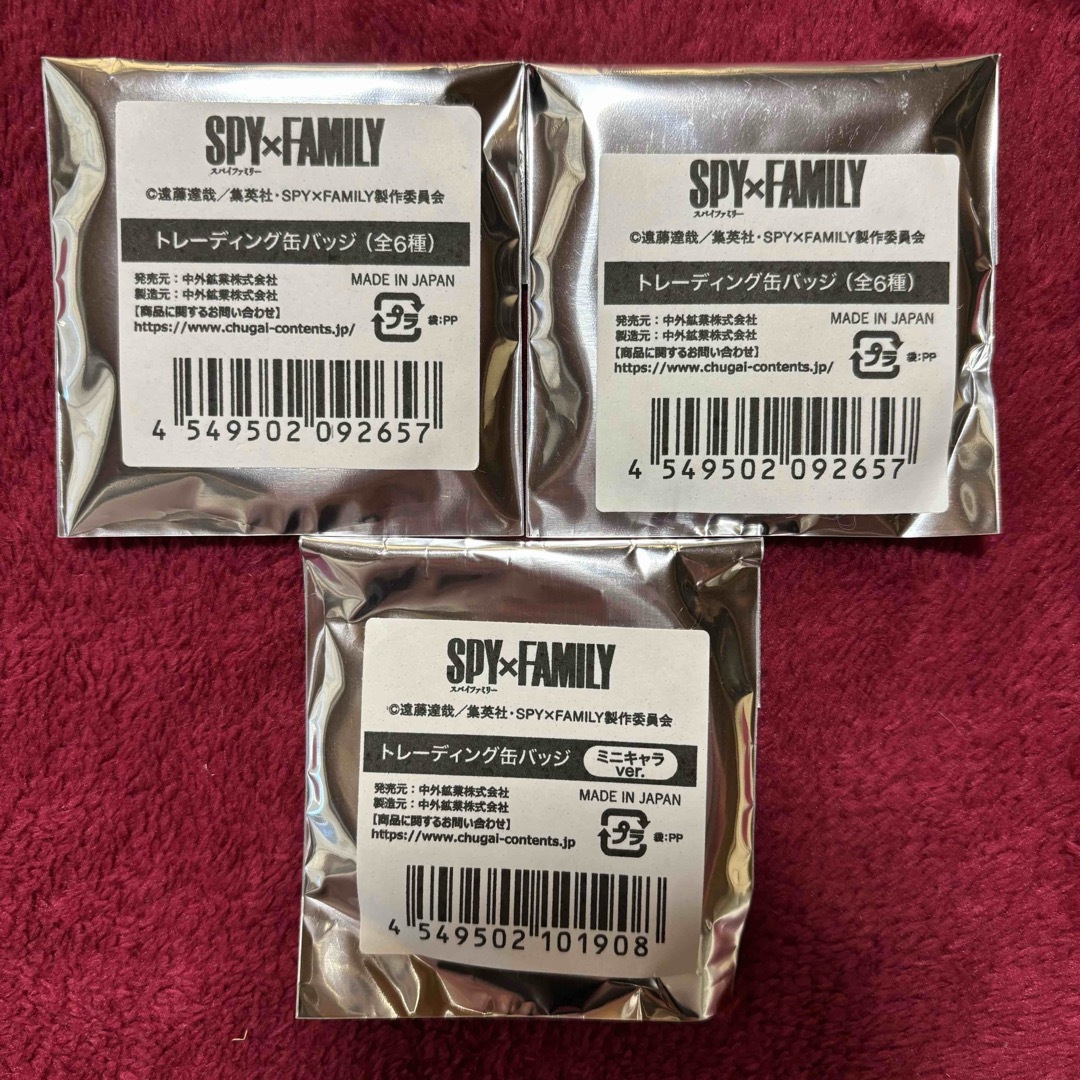 SPY×FAMILY
スパイファミリー
©遠藤達哉/集英社・SPY×FAMILY製作委員会
トレーディング缶バッジ(全6種)
発売元:中外鉱業株式会社
MADE IN JAPAN
製造元:中外鉱業株式会社
【商品に関するお問い合わせ】
プラ 袋:PP
https://www.chugai-contents.jp/
4 549502 092657
SPY×FAMILY
スパイファミリー
©遠藤達哉/集英社・SPY×FAMILY製作委員会
トレーディング缶バッジ(全6種)
発売元:中外鉱業株式会社
MADE IN JAPAN
製造元:中外鉱業株式会社
【商品に関するお問い合わせ】
プラ 袋:PP
https://www.chugai-contents.jp/
4 549502 092657
SPY×FAMILY
スパイファミリー
©遠藤達哉/集英社・SPY×FAMILY製作委員会
トレーディング缶バッジ ミニキャラ
ver.
発売元:中外鉱業株式会社
MADE IN JAPAN
製造元:中外鉱業株式会社
【商品に関するお問い合わせ】
プラ 袋:PP
https://www.chugai-contents.jp
4 549502 101908